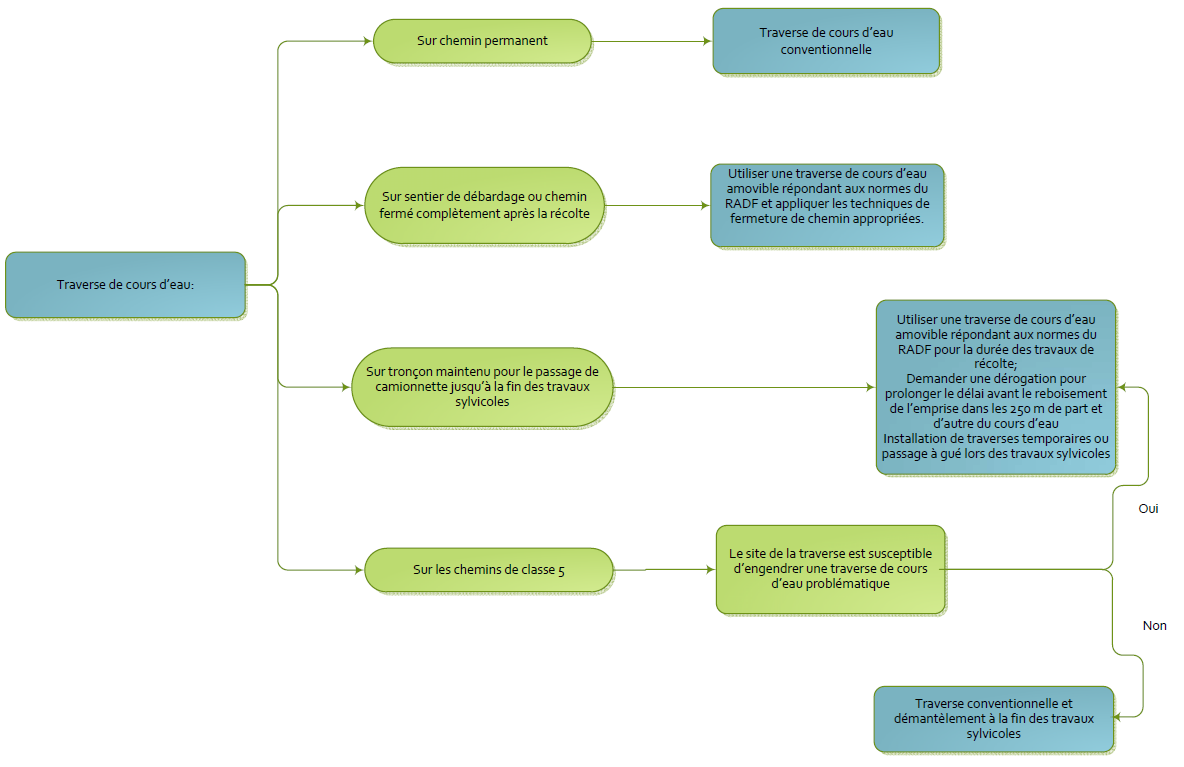 Traverse de cours d'eau:
Sur chemin permanent
Traverse de cours d'eau
conventionnelle
Sur sentier de débardage ou chemin
fermé complètement après la récolte
Utiliser une traverse de cours d'eau
amovible répondant aux normes du
RADF et appliquer les techniques de
fermeture de chemin appropriées.
Sur tronçon maintenu pour le passage de
camionnette jusqu'à la fin des travaux
sylvicoles
Utiliser une traverse de cours d'eau
amovible répondant aux normes du
RADF pour la durée des travaux de
récolte;
Demander une dérogation pour
prolonger le délai avant le reboisement
de l'emprise dans les 250 m de part et
d'autre du cours d'eau
Installation de traverses temporaires ou
passage à gué lors des travaux sylvicoles
Sur les chemins de classe 5
Le site de la traverse est susceptible
d'engendrer une traverse de cours
d'eau problématique
Oui
Non
Traverse conventionnelle et
démantèlement à la fin des travaux
sylvicoles